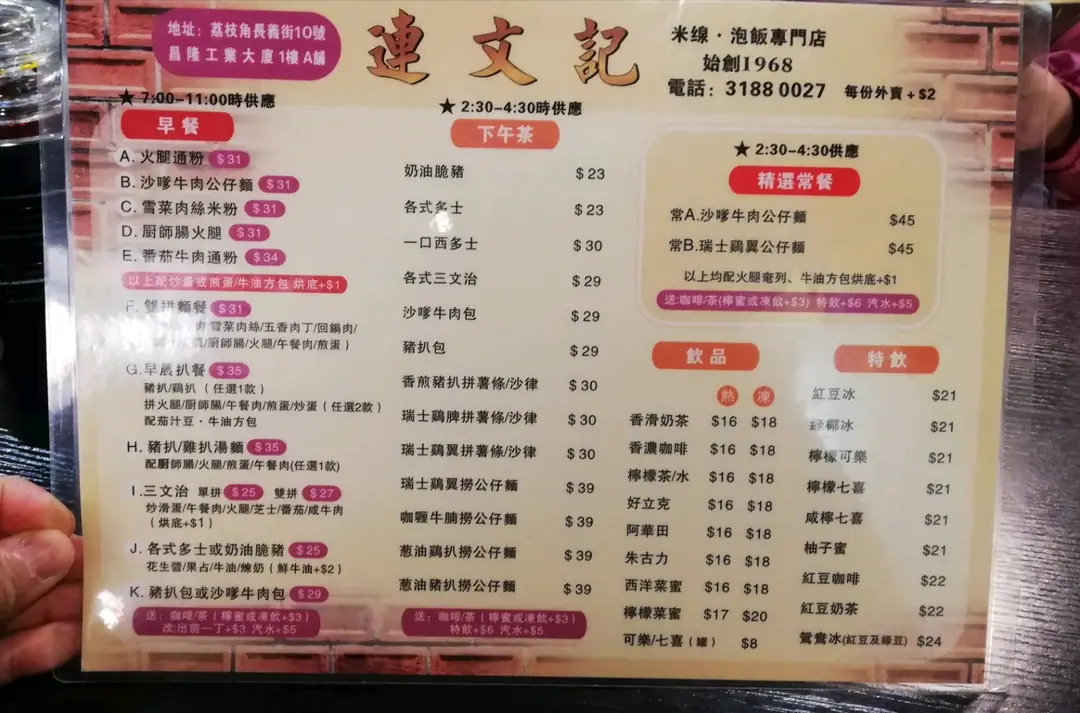 地址：荔枝角長義街10號
昌隆工業大廈1樓A舖
連文記
米线·泡飯專門店
始創1968
電話：3188 0027 每份外賣+$2
★ 7:00-11:00時供應
早餐
A. 火腿通粉 $31
B. 沙嗲牛肉公仔麵 $31
C. 雪菜肉絲米粉 $31
D. 厨師腸火腿 $31
E. 番茄牛肉通粉 $34
以上配炒蛋或煎蛋/牛油方包 烘底+$1
F. 雙拼麵餐 $31
肉/雪菜肉絲/五香肉丁/回鍋肉/
/厨師腸/火腿/午餐肉/煎蛋 )
G.早晨扒餐 $35
豬扒/鷄扒 ( 任選1款 )
拼火腿/厨師腸/午餐肉/煎蛋/炒蛋 ( 任選2款 )
配茄汁豆·牛油方包
H. 豬扒/雞扒湯麵 $35
配厨師腸/火腿/煎蛋/午餐肉(任選1款)
I.三文治 單拼 $25 雙拼 $27
炒滑蛋/午餐肉/火腿/芝士/番茄/咸牛肉
( 烘底+$1 )
J. 各式多士或奶油脆豬 $25
花生醬/果占/牛油/煉奶 ( 鮮牛油+$2 )
K. 豬扒包或沙嗲牛肉包 $29
送：咖啡/茶 ( 檸蜜或凍飲+$3 )
改:出前一丁+$3 汽水+$5
★ 2:30-4:30時供應
下午茶
奶油脆豬 $23
各式多士 $23
一口西多士 $30
各式三文治 $29
沙嗲牛肉包 $29
豬扒包 $29
香煎豬扒拼薯條/沙律 $30
瑞士鷄脾拼薯條/沙律 $30
瑞士鷄翼拼薯條/沙律 $30
瑞士鷄翼撈公仔麵 $39
咖喱牛腩撈公仔麵 $39
葱油鷄扒撈公仔麵 $39
葱油豬扒撈公仔麵 $39
送：咖啡/茶 ( 檸蜜或凍飲+$3 )
特飲+$6 汽水+$5
★ 2:30-4:30供應
精選常餐
常A.沙嗲牛肉公仔麵 $45
常B.瑞士鷄翼公仔麵 $45
以上均配火腿奄列、牛油方包烘底+$1
送:咖啡/茶(檸蜜或凍飲+$3) 特飲+$6 汽水+$5
飲品
熱 凍
香滑奶茶 $16 $18
香濃咖啡 $16 $18
檸檬茶/水 $16 $18
好立克 $16 $18
阿華田 $16 $18
朱古力 $16 $18
西洋菜蜜 $16 $18
檸檬菜蜜 $17 $20
可樂/七喜 ( 罐 ) $8
特飲
紅豆冰 $21
綠椰冰 $21
檸檬可樂 $21
檸檬七喜 $21
咸檸七喜 $21
柚子蜜 $21
紅豆咖啡 $22
紅豆奶茶 $22
鴛鴦冰(紅豆及綠豆) $24